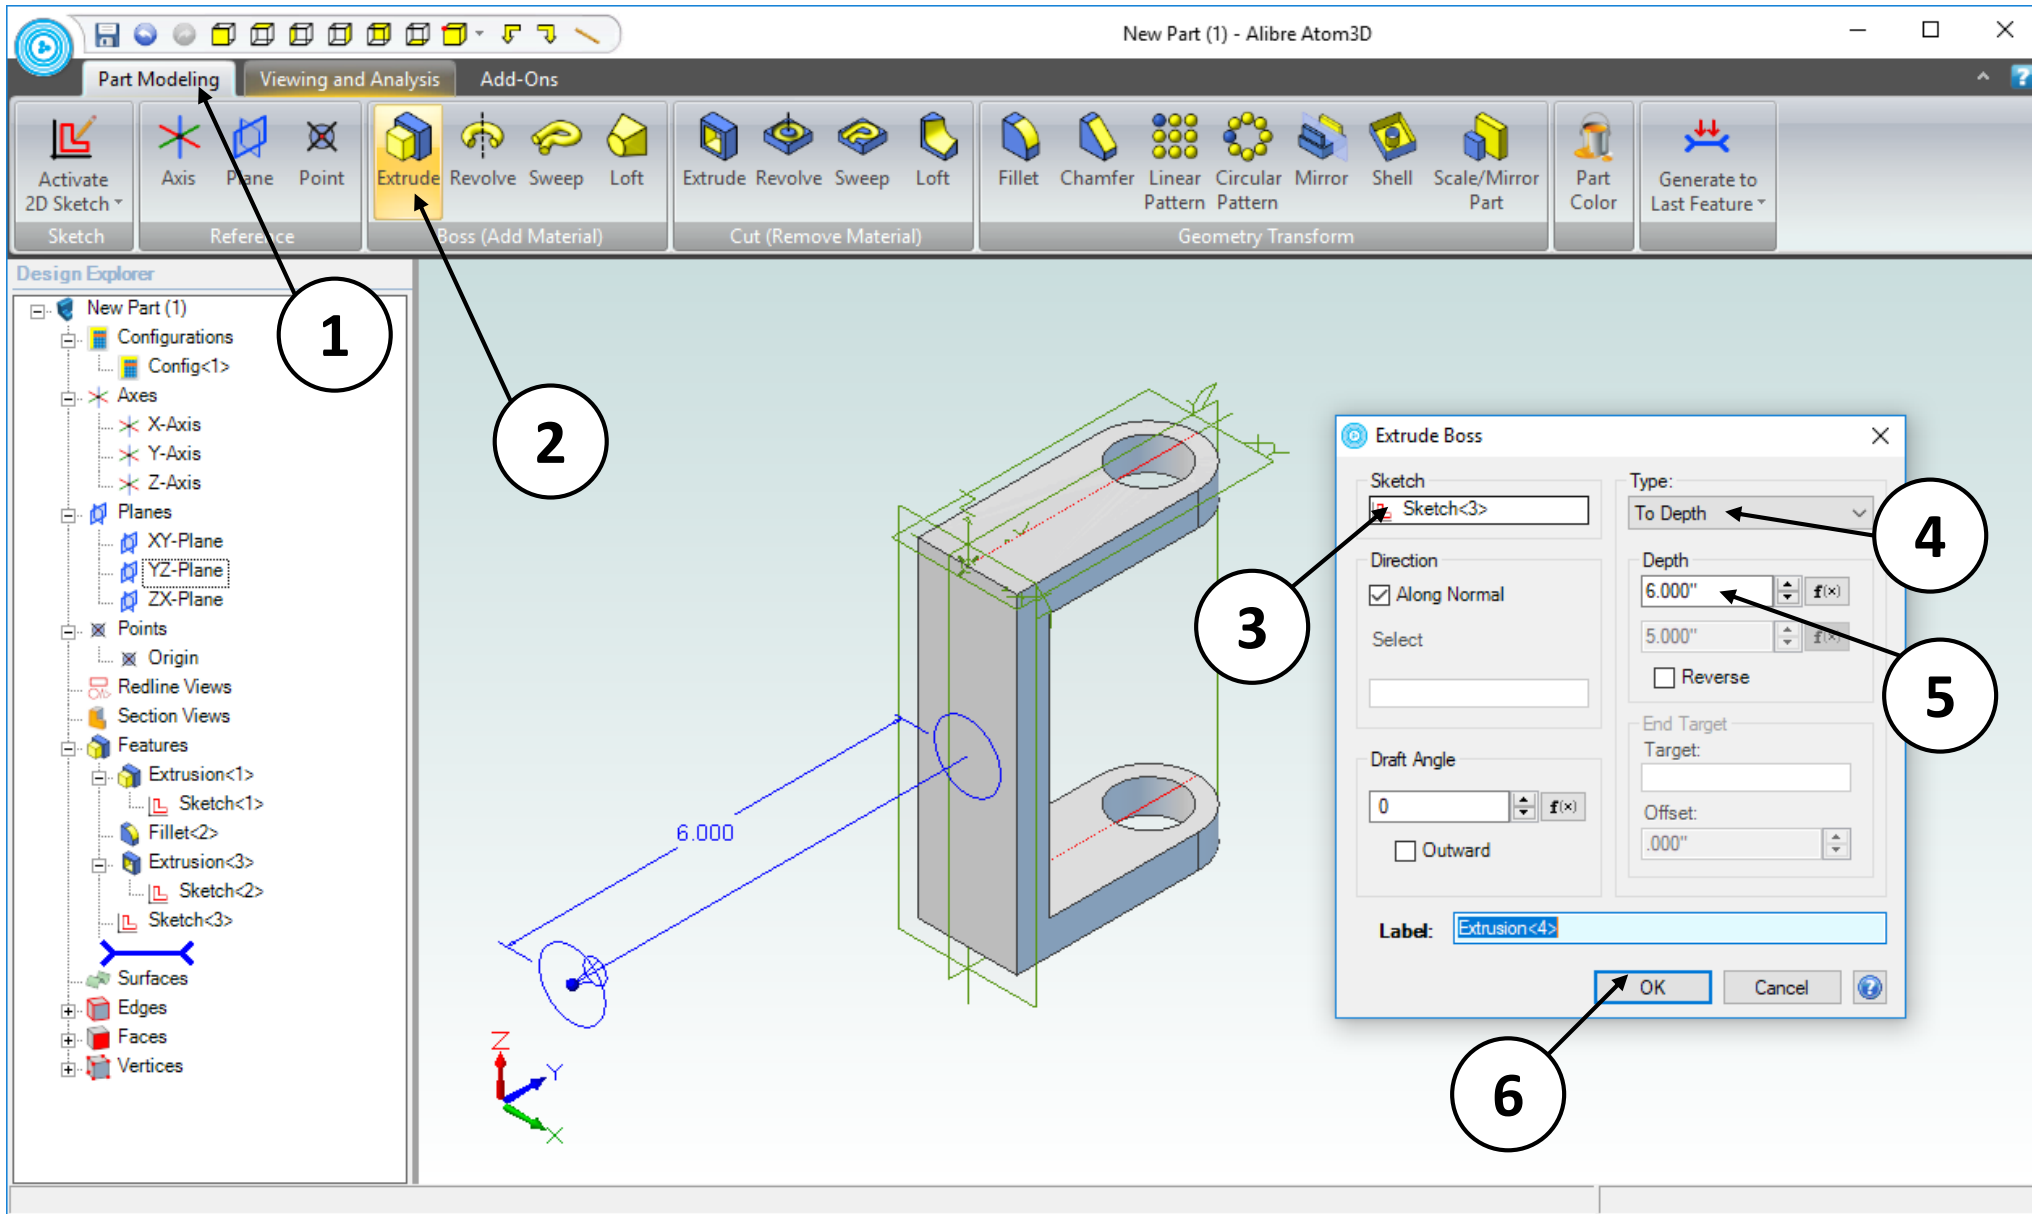 New Part (1) - Alibre Atom3D
Part Modeling
Viewing and Analysis
Add-Ons
?
Activate
2D Sketch
Axis
Plane
Point
Extrude
Revolve
Sweep
Loft
Extrude
Revolve
Sweep
Loft
Fillet
Chamfer
Linear
Pattern
Circular
Pattern
Mirror
Shell
Scale/Mirror
Part
Part
Color
Generate to
Last Feature
Sketch
Reference
Boss (Add Material)
Cut (Remove Material)
Geometry Transform
Design Explorer
New Part (1)
Configurations
Config<1>
Axes
X-Axis
Y-Axis
Z-Axis
Planes
XY-Plane
YZ-Plane
ZX-Plane
Points
Origin
Redline Views
Section Views
Features
Extrusion<1>
Sketch<1>
Fillet<2>
Extrusion<3>
Sketch<2>
Sketch<3>
Surfaces
Edges
Faces
Vertices
1
2
6.000
Z
Y
X
Extrude Boss
Sketch
Sketch<3>
Direction
Along Normal
Select
Draft Angle
0
f(x)
Outward
Type:
To Depth
Depth
6.000"
f(x)
5.000"
f(x)
Reverse
End Target
Target:
Offset:
.000"
Label:
Extrusion<4>
OK
Cancel
?
3
4
5
6